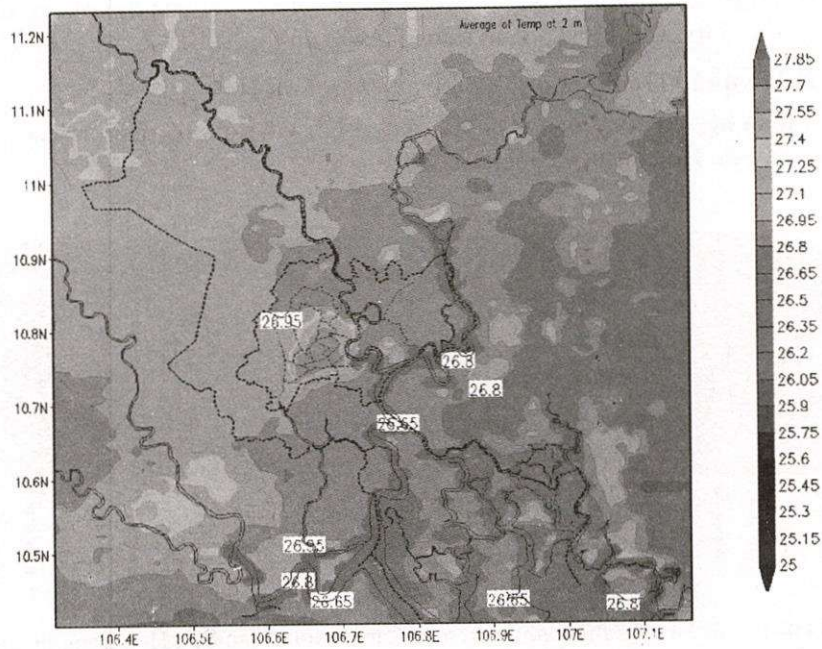 Average of Temp at 2 m
11.2N
11.1N
11N
10.9N
10.8N
10.7N
10.6N
10.5N
106.4E
106.5E
106.6E
106.7E
106.8E
105.9E
107E
107.1E
26.95
26.8
26.8
26.65
26.95
26.8
26.65
26.65
26.8
27.85
27.7
27.55
27.4
27.25
27.1
26.95
26.8
26.65
26.5
26.35
26.2
26.05
25.9
25.75
25.6
25.45
25.3
25.15
25